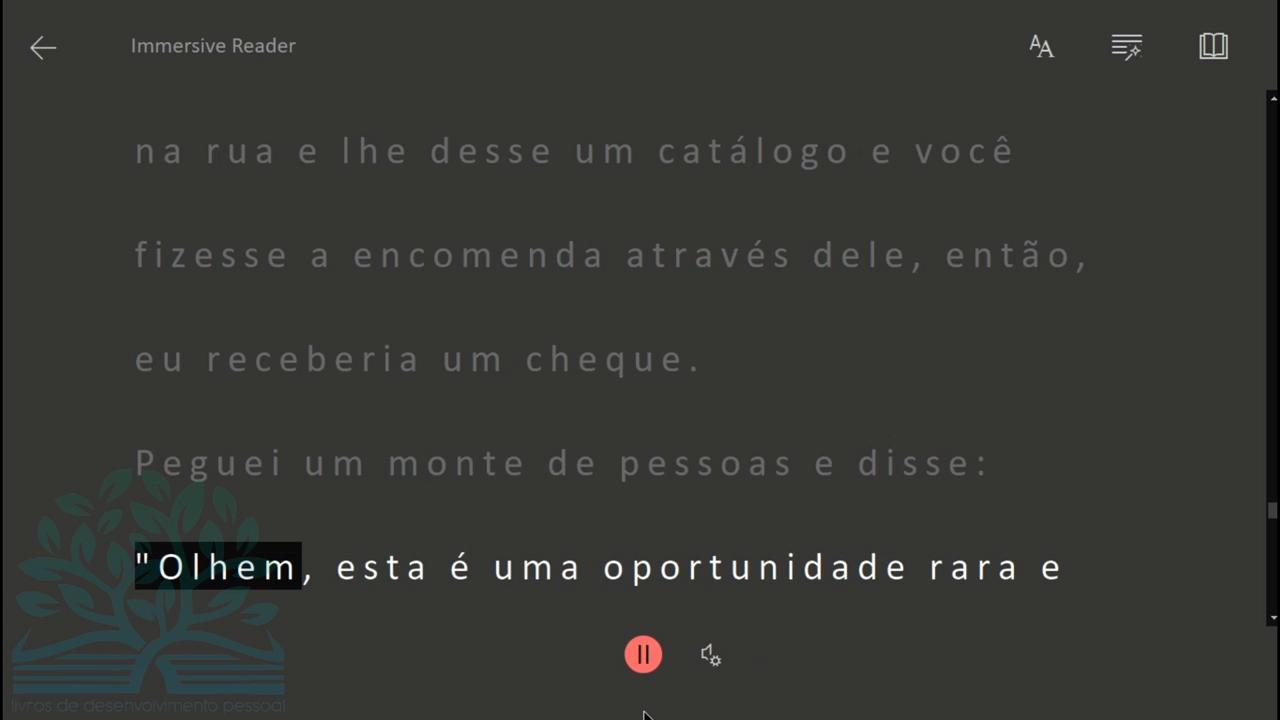 Immersive Reader
na rua e lhe desse um catálogo e você
fizesse a encomenda através dele, então,
eu receberia um cheque.
Peguei um monte de pessoas e disse:
"Olhem, esta é uma oportunidade rara e
livros de desenvolvimento pessoal